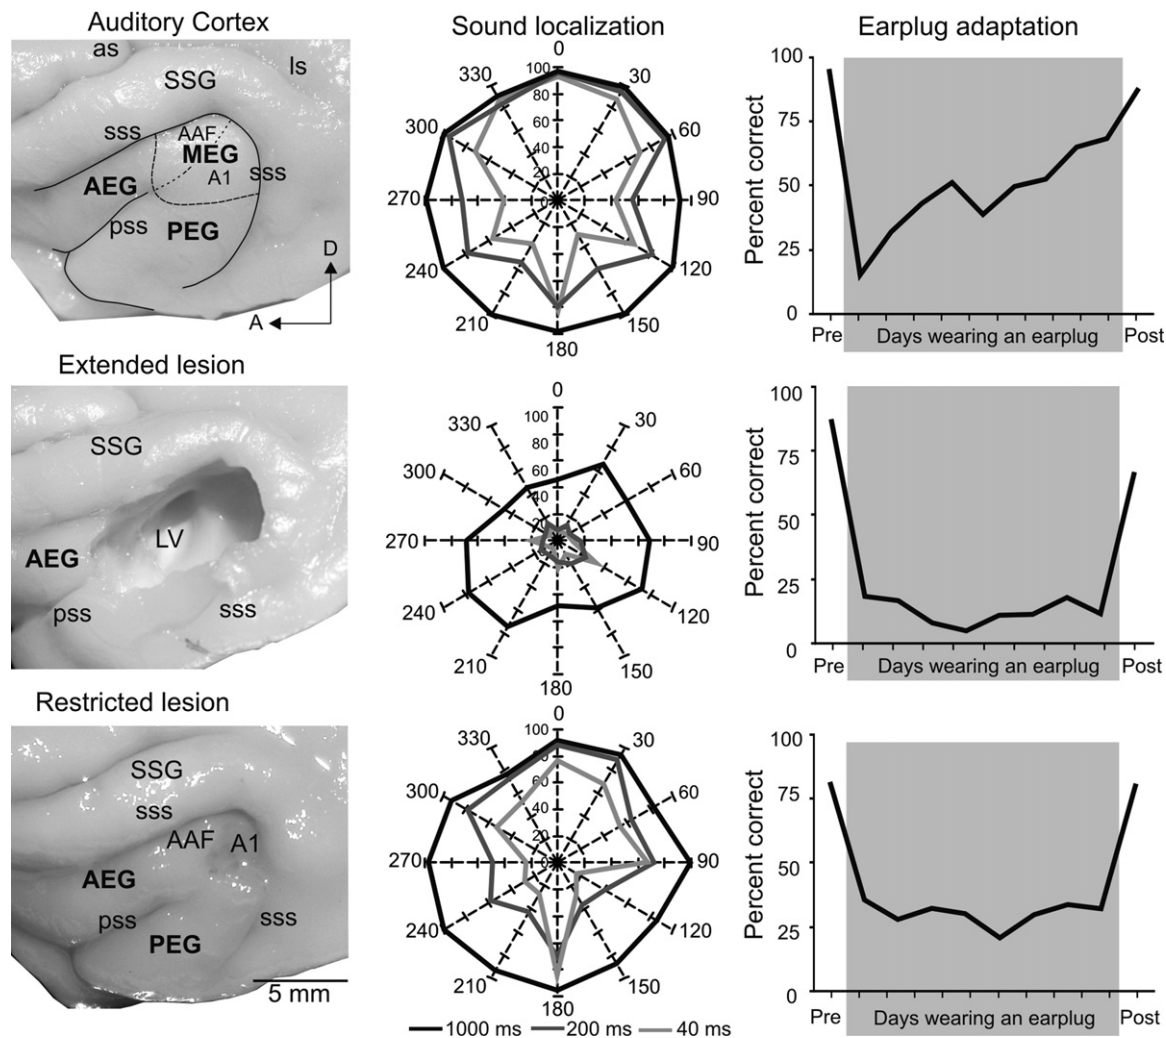 Auditory Cortex
Sound localization
Earplug adaptation
as
ls
SSG
sss
AAF
MEG
sss
A1
AEG
pss
PEG
D
A
0
330
30
100
80
60
40
20
0
300
60
270
90
240
120
210
150
180
Percent correct
100
75
50
25
0
Pre
Days wearing an earplug
Post
Extended lesion
SSG
LV
AEG
pss
sss
0
330
30
100
80
60
40
20
0
300
60
270
90
240
120
210
150
180
Percent correct
100
75
50
25
0
Pre
Days wearing an earplug
Post
Restricted lesion
SSG
sss
AAF
A1
AEG
pss
sss
PEG
5 mm
0
330
30
100
80
60
40
20
0
300
60
270
90
240
120
210
150
180
1000 ms
200 ms
40 ms
Percent correct
100
75
50
25
0
Pre
Days wearing an earplug
Post